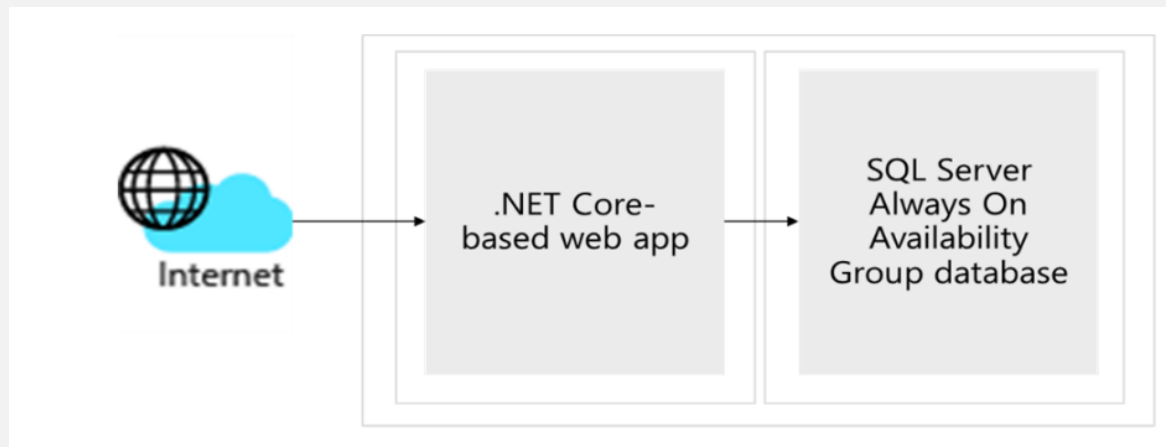 Internet
.NET Core-
based web app
SQL Server
Always On
Availability
Group database